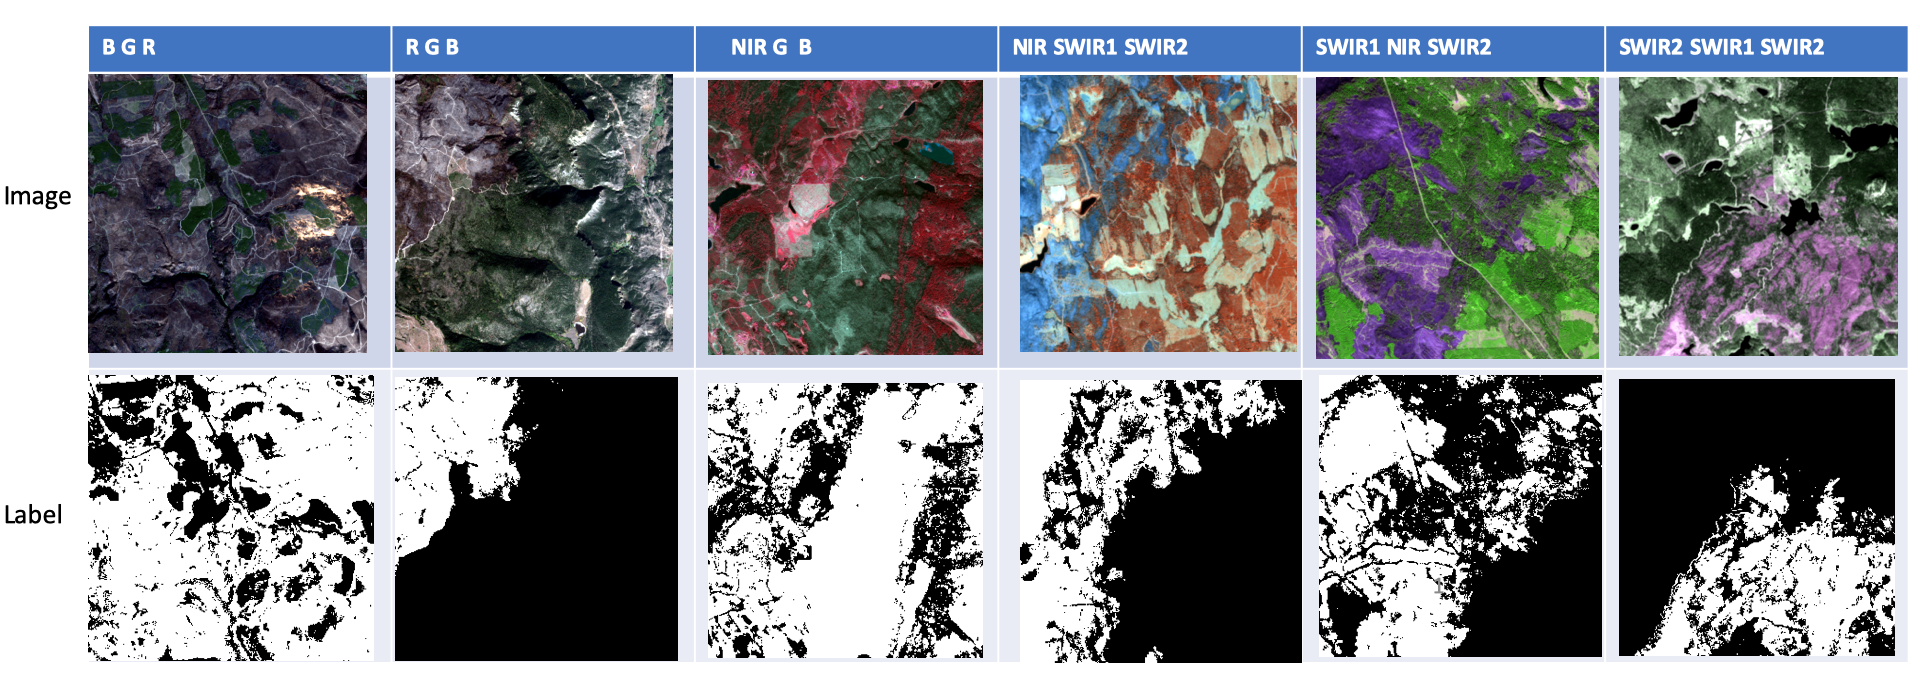 B G R
R G B
NIR G B
NIR SWIR1 SWIR2
SWIR1 NIR SWIR2
SWIR2 SWIR1 SWIR2
Image
Label